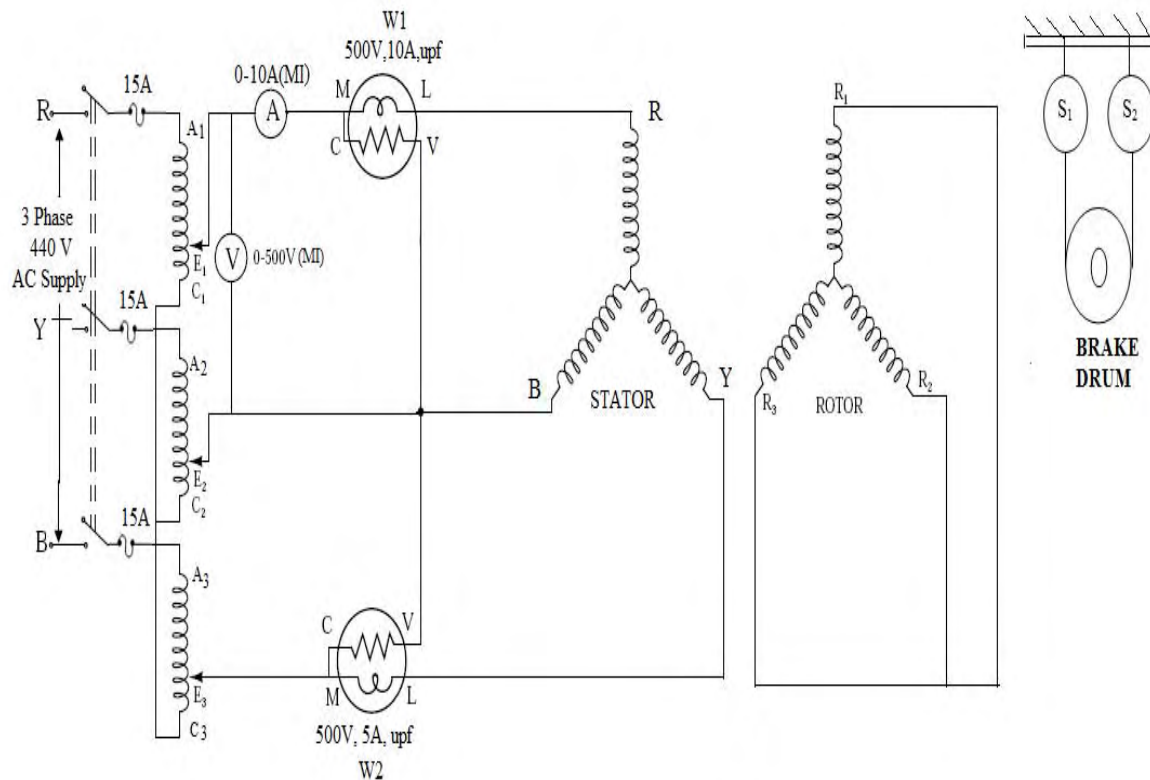 W1
500V,10A,upf
0-10A(MI)
15A
M
L
A
C
V
R
A1
R
R1
S1
S2
3 Phase
440 V
AC Supply
V
0-500V(MI)
E1
C1
15A
Y
A2
B
STATOR
Y
R3
ROTOR
R2
BRAKE
DRUM
E2
C2
15A
B
A3
C
V
M
L
E3
C3
500V, 5A, upf
W2